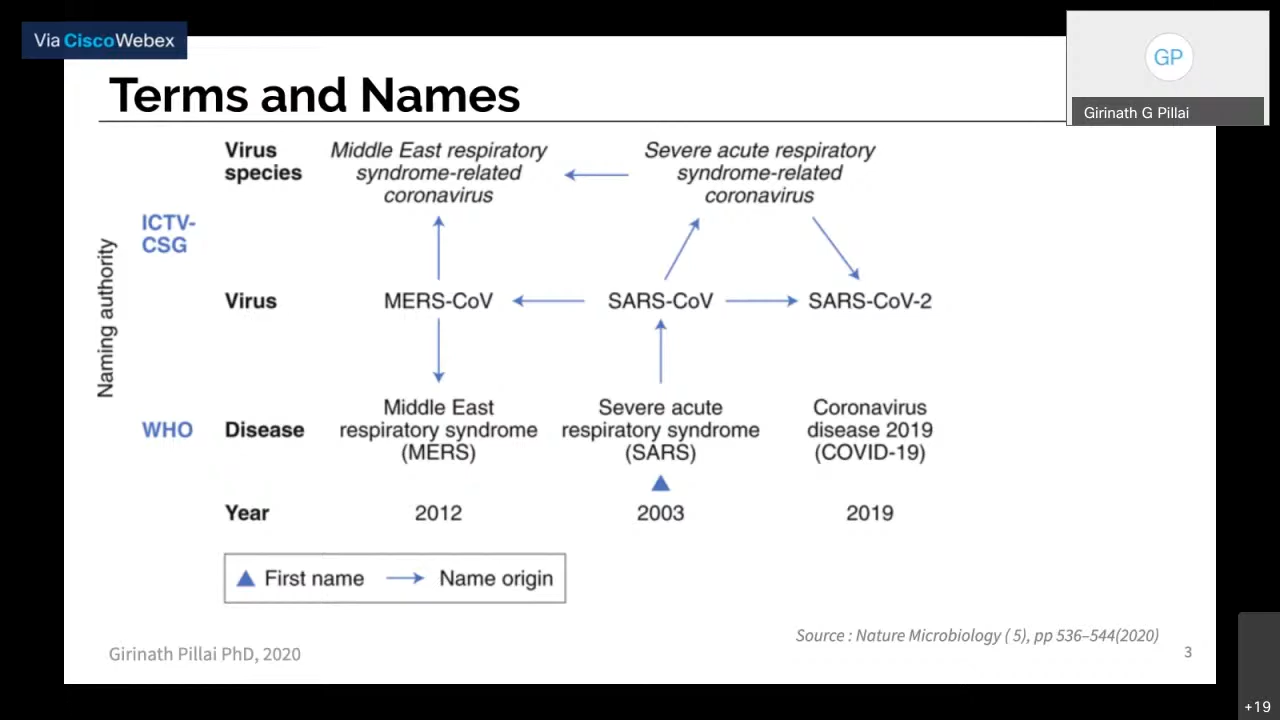 Via CiscoWebex
GP
Girinath G Pillai
Terms and Names
Virus species
Middle East respiratory syndrome-related coronavirus
Severe acute respiratory syndrome-related coronavirus
Naming authority
ICTV-CSG
Virus
MERS-CoV
SARS-CoV
SARS-CoV-2
WHO
Disease
Middle East respiratory syndrome (MERS)
Severe acute respiratory syndrome (SARS)
Coronavirus disease 2019 (COVID-19)
Year
2012
2003
2019
First name
Name origin
Source : Nature Microbiology ( 5), pp 536–544(2020)
Girinath Pillai PhD, 2020
3
+19